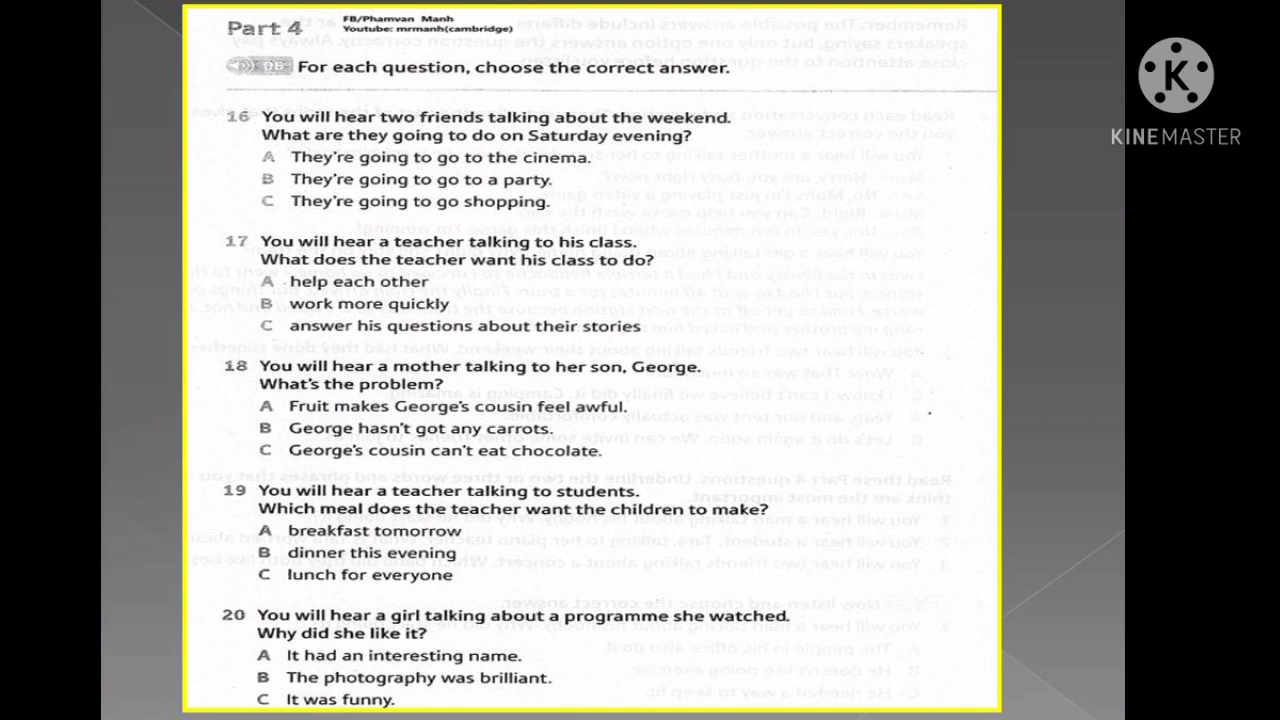 Part 4
FB/Phamvan Manh
Youtube: mrmanh(cambridge)
06 For each question, choose the correct answer.
16 You will hear two friends talking about the weekend.
What are they going to do on Saturday evening?
A They're going to go to the cinema.
B They're going to go to a party.
C They're going to go shopping.
17 You will hear a teacher talking to his class.
What does the teacher want his class to do?
A help each other
B work more quickly
C answer his questions about their stories
18 You will hear a mother talking to her son, George.
What's the problem?
A Fruit makes George's cousin feel awful.
B George hasn't got any carrots.
C George's cousin can't eat chocolate.
19 You will hear a teacher talking to students.
Which meal does the teacher want the children to make?
A breakfast tomorrow
B dinner this evening
C lunch for everyone
20 You will hear a girl talking about a programme she watched.
Why did she like it?
A It had an interesting name.
B The photography was brilliant.
C It was funny.
K
KINEMASTER